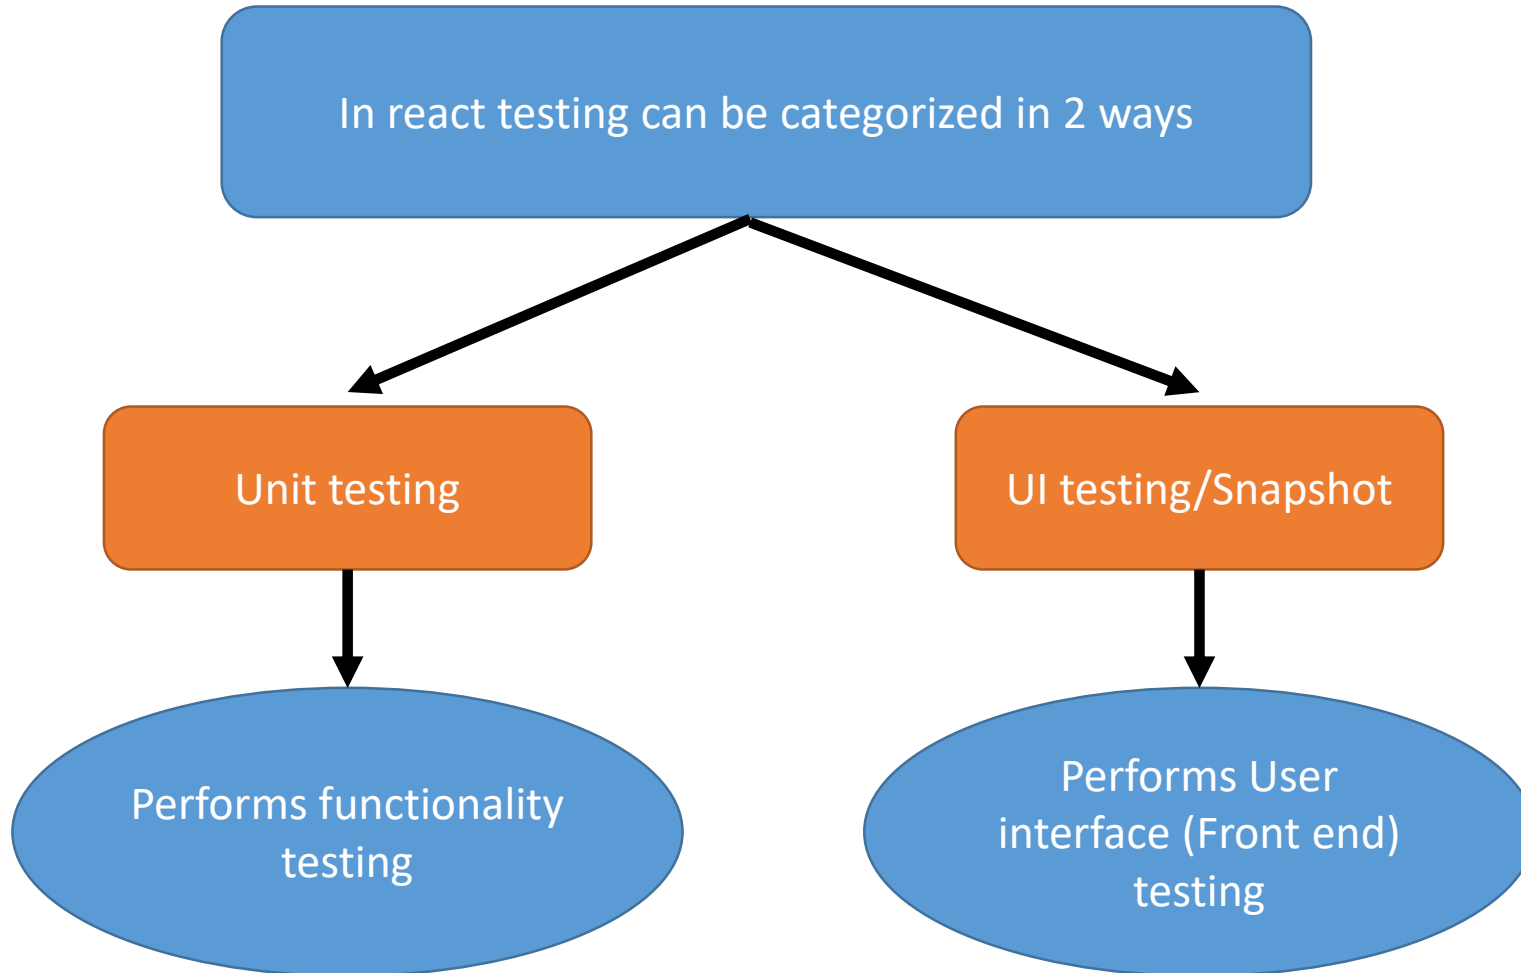 In react testing can be categorized in 2 ways
Unit testing
UI testing/Snapshot
Performs functionality
testing
Performs User
interface (Front end)
testing